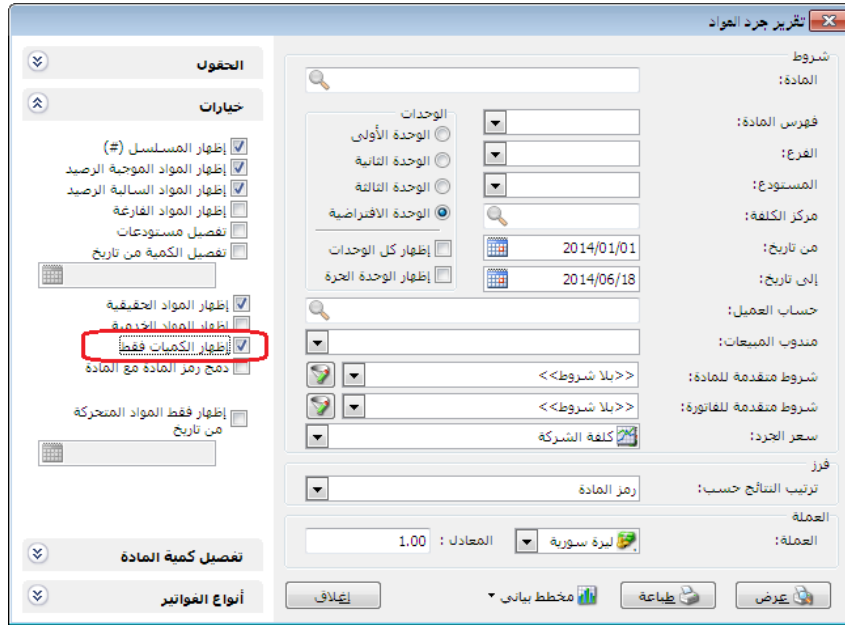 تقرير جرد المواد
شروط
المادة:
فهرس المادة:
الفرع:
المستودع:
مركز الكلفة:
من تاريخ: 2014/01/01
إلى تاريخ: 2014/06/18
حساب العميل:
مندوب المبيعات:
شروط متقدمة للمادة: <<بلا شروط>>
شروط متقدمة للفاتورة: <<بلا شروط>>
سعر الجرد: كلفة الشركة
الوحدات
الوحدة الأولى
الوحدة الثانية
الوحدة الثالثة
الوحدة الافتراضية
إظهار كل الوحدات
إظهار الوحدة الحرة
فرز
ترتيب النتائج حسب: رمز المادة
العملة
العملة: ليرة سورية المعادل : 1.00
عرض طباعة مخطط بياني إغلاف
الحقول
خيارات
إظهار المسلسل (#)
إظهار المواد الموجبة الرصيد
إظهار المواد السالبة الرصيد
إظهار المواد الفارغة
تفصيل مستودعات
تفصيل الكمية من تاريخ
إظهار المواد الحقيقية
إظهار المواد الخدمية
إظهار الكميات فقط
دمج رمز المادة مع المادة
إظهار فقط المواد المتحركة
من تاريخ
تفصيل كمية المادة
أنواع الفواتير